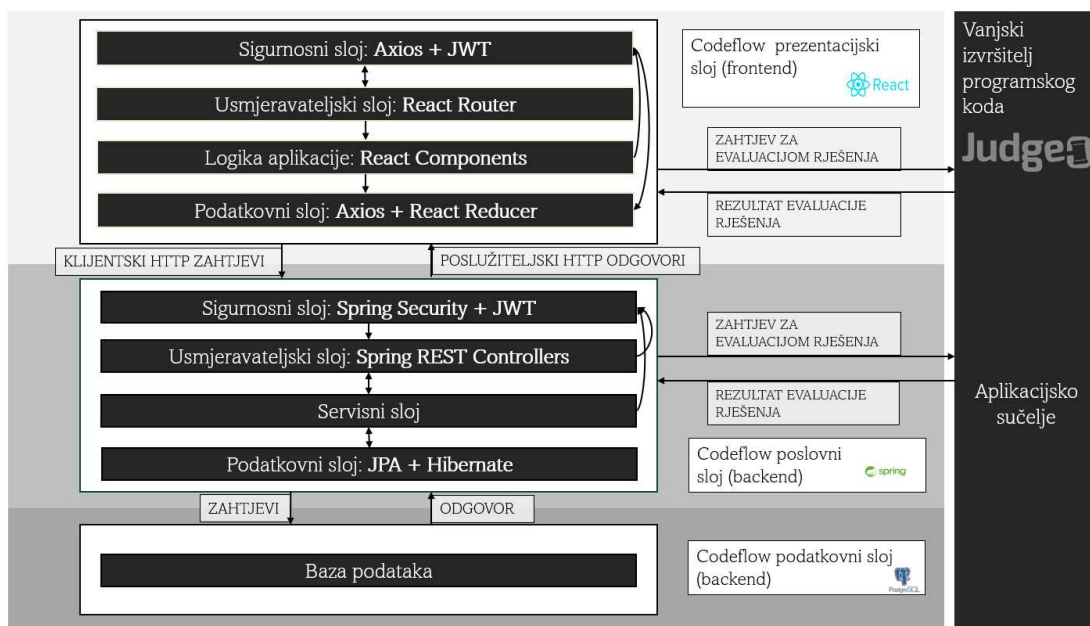 Sigurnosni sloj: Axios + JWT
Usmjeravateljski sloj: React Router
Logika aplikacije: React Components
Podatkovni sloj: Axios + React Reducer
Codeflow prezentacijski
sloj (frontend)
React
ZAHTJEV ZA
EVALUACIJOM RJEŠENJA
REZULTAT EVALUACIJE
RJEŠENJA
Vanjski
izvršitelj
programskog
koda
Judge0
KLIJENTSKI HTTP ZAHTJEVI
POSLUŽITELJSKI HTTP ODGOVORI
Sigurnosni sloj: Spring Security + JWT
Usmjeravateljski sloj: Spring REST Controllers
Servisni sloj
Podatkovni sloj: JPA + Hibernate
ZAHTJEV ZA
EVALUACIJOM RJEŠENJA
REZULTAT EVALUACIJE
RJEŠENJA
Aplikacijsko
sučelje
Codeflow poslovni
sloj (backend)
spring
ZAHTJEVI
ODGOVOR
Baza podataka
Codeflow podatkovni sloj
(backend)
PostgreSQL